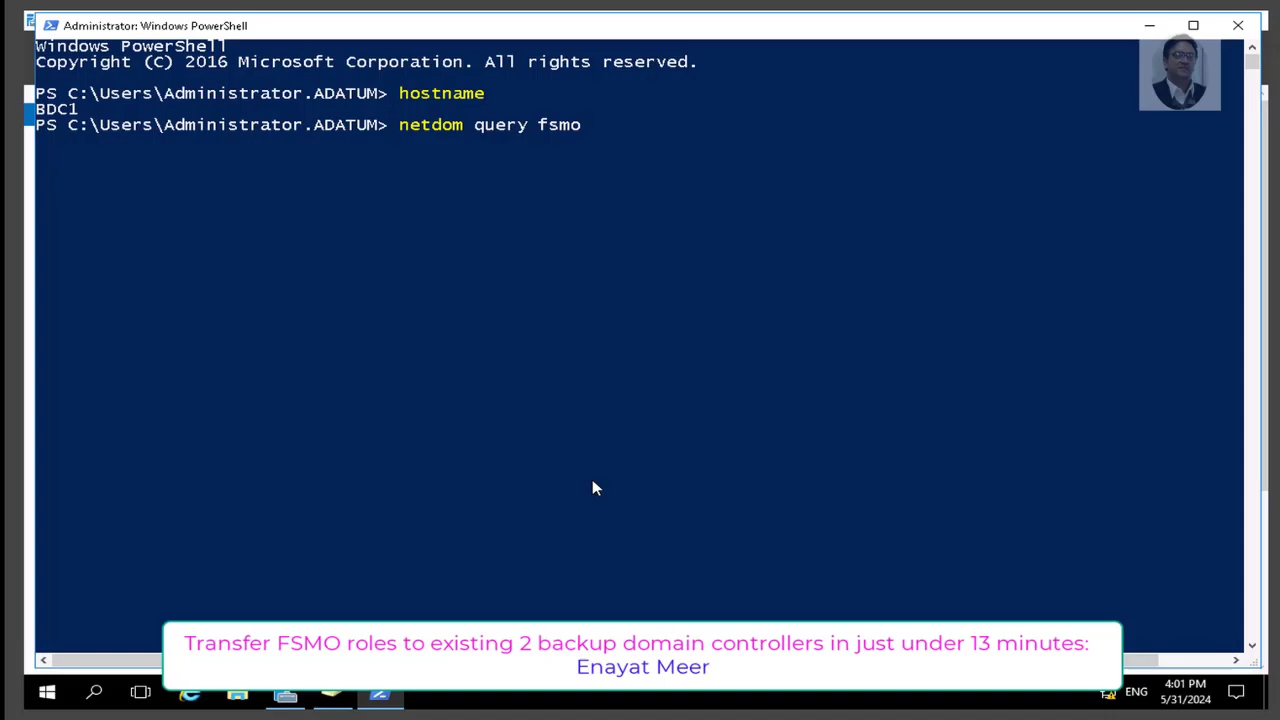 Administrator: Windows PowerShell
Windows PowerShell
Copyright (C) 2016 Microsoft Corporation. All rights reserved.
PS C:\Users\Administrator.ADATUM> hostname
BDC1
PS C:\Users\Administrator.ADATUM> netdom query fsmo
Transfer FSMO roles to existing 2 backup domain controllers in just under 13 minutes:
Enayat Meer
ENG
4:01 PM
5/31/2024